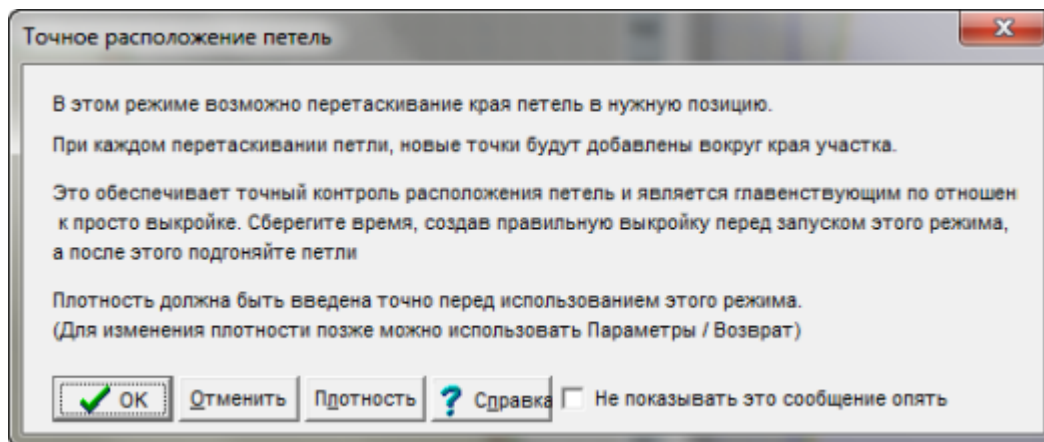 Точное расположение петель
В этом режиме возможно перетаскивание края петель в нужную позицию.
При каждом перетаскивании петли, новые точки будут добавлены вокруг края участка.
Это обеспечивает точный контроль расположения петель и является главенствующим по отношен
к просто выкройке. Сберегите время, создав правильную выкройку перед запуском этого режима,
а после этого подгоняйте петли
Плотность должна быть введена точно перед использованием этого режима.
(Для изменения плотности позже можно использовать Параметры / Возврат)
OK Отменить Плотность ? Справка Не показывать это сообщение опять